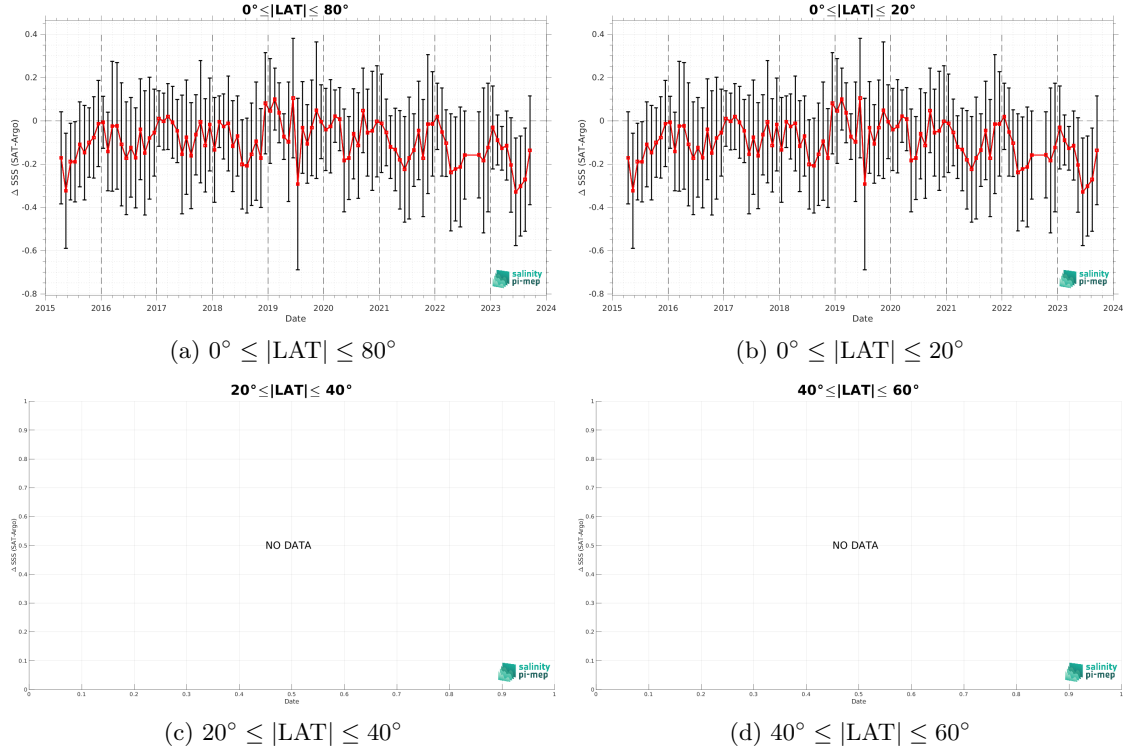 0°≤|LAT|≤ 80°
0.4
0.2
0
-0.2
-0.4
-0.6
-0.8
Δ SSS (SAT-Argo)
2015 2016 2017 2018 2019 2020 2021 2022 2023 2024
Date
salinity
pi-mep
(a) 0° ≤ |LAT| ≤ 80°
0°≤|LAT|≤ 20°
0.4
0.2
0
-0.2
-0.4
-0.6
-0.8
Δ SSS (SAT-Argo)
2015 2016 2017 2018 2019 2020 2021 2022 2023 2024
Date
salinity
pi-mep
(b) 0° ≤ |LAT| ≤ 20°
20°≤|LAT|≤ 40°
1
0.9
0.8
0.7
0.6
0.5
0.4
0.3
0.2
0.1
0
Δ SSS (SAT-Argo)
NO DATA
0 0.1 0.2 0.3 0.4 0.5 0.6 0.7 0.8 0.9 1
Date
salinity
pi-mep
(c) 20° ≤ |LAT| ≤ 40°
40°≤|LAT|≤ 60°
1
0.9
0.8
0.7
0.6
0.5
0.4
0.3
0.2
0.1
0
Δ SSS (SAT-Argo)
NO DATA
0 0.1 0.2 0.3 0.4 0.5 0.6 0.7 0.8 0.9 1
Date
salinity
pi-mep
(d) 40° ≤ |LAT| ≤ 60°